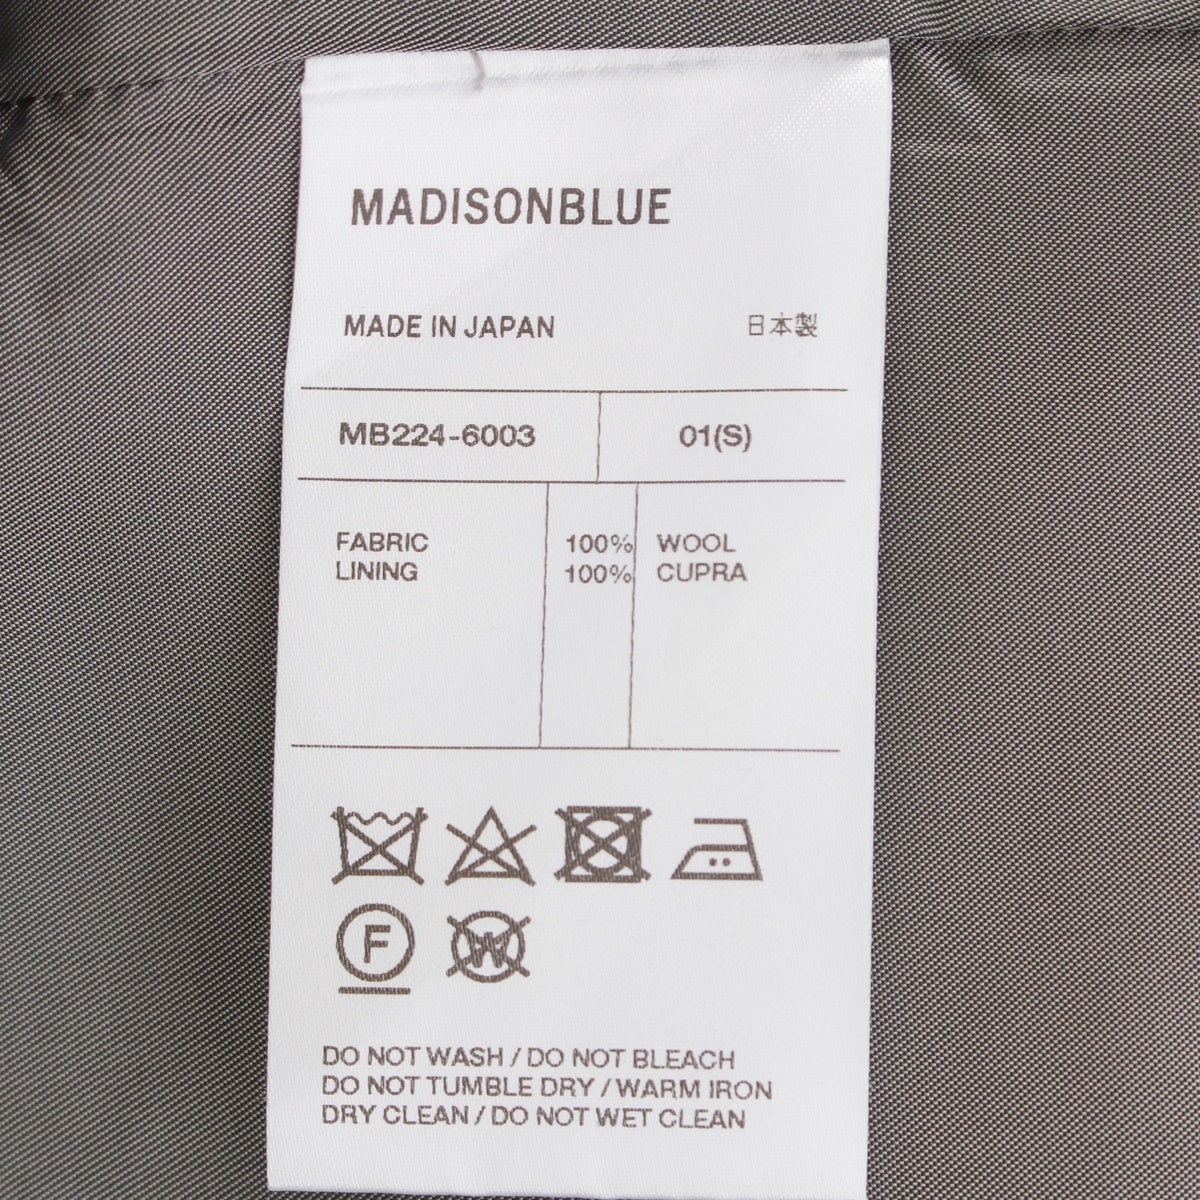 MADISONBLUE
MADE IN JAPAN 日本製
MB224-6003 01(S)
FABRIC 100% WOOL
LINING 100% CUPRA
F W
DO NOT WASH / DO NOT BLEACH
DO NOT TUMBLE DRY / WARM IRON
DRY CLEAN / DO NOT WET CLEAN